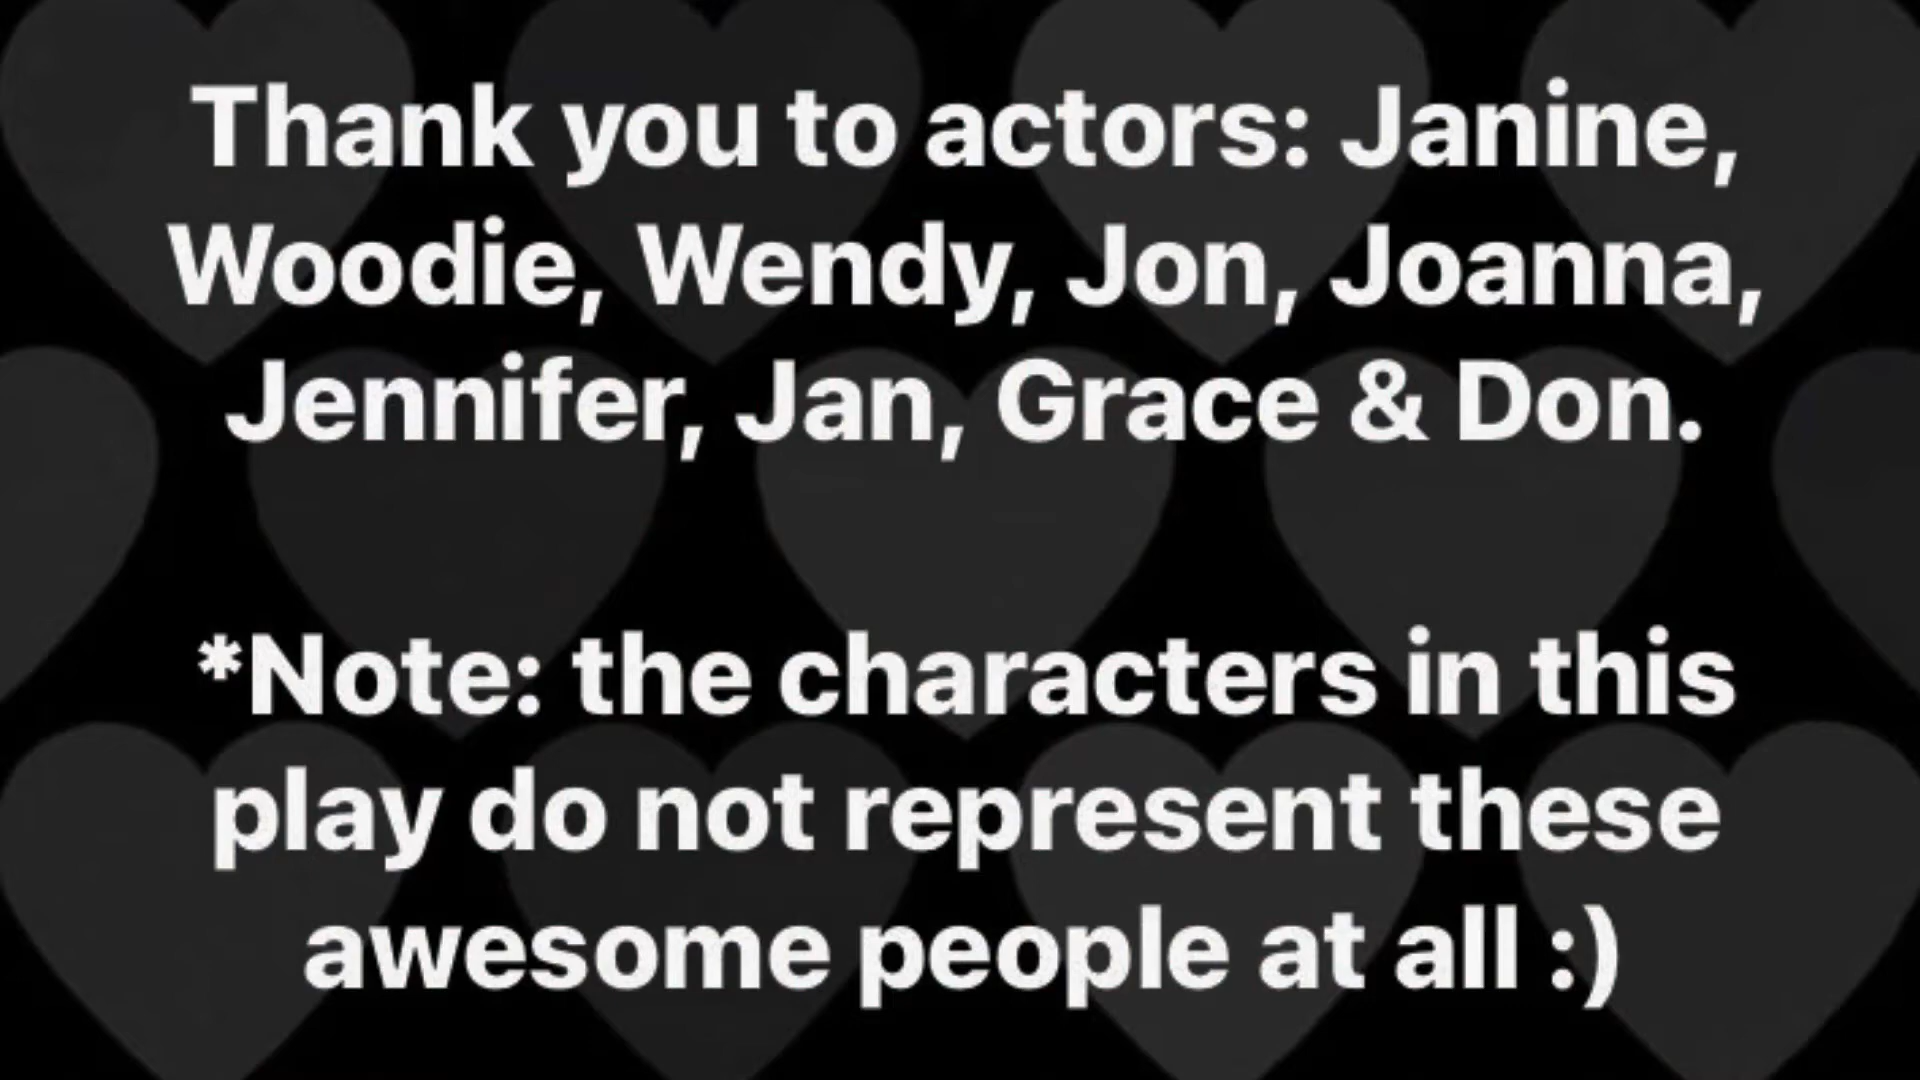 Thank you to actors: Janine,
Woodie, Wendy, Jon, Joanna,
Jennifer, Jan, Grace & Don.
*Note: the characters in this
play do not represent these
awesome people at all :)